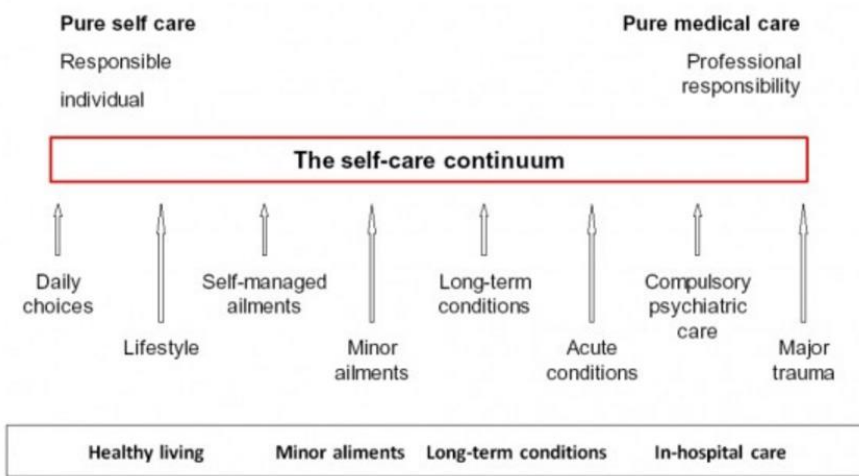 Pure self care
Responsible
individual
Pure medical care
Professional
responsibility
The self-care continuum
Daily
choices
Lifestyle
Self-managed
ailments
Minor
ailments
Long-term
conditions
Acute
conditions
Compulsory
psychiatric
care
Major
trauma
Healthy living
Minor aliments
Long-term conditions
In-hospital care